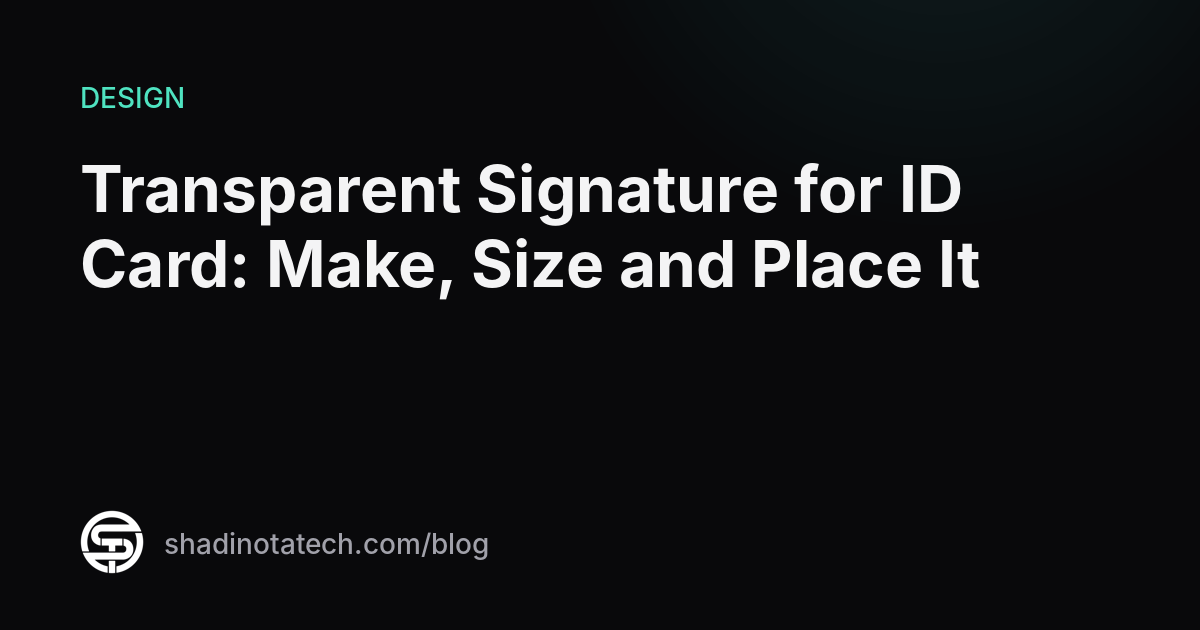 DESIGN
Transparent Signature for ID
Card: Make, Size and Place It
shadinotatech.com/blog